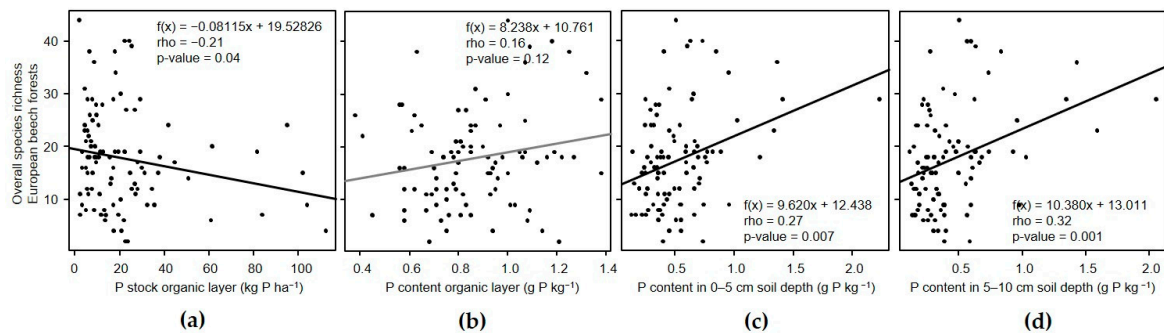 f(x) = −0.08115x + 19.52826
rho = −0.21
p-value = 0.04
f(x) = 8.238x + 10.761
rho = 0.16
p-value = 0.12
f(x) = 9.620x + 12.438
rho = 0.27
p-value = 0.007
f(x) = 10.380x + 13.011
rho = 0.32
p-value = 0.001
Overall species richness
European beech forests
40
30
20
10
0 20 40 60 80 100
0.4 0.6 0.8 1.0 1.2 1.4
0.5 1.0 1.5 2.0
0.5 1.0 1.5 2.0
P stock organic layer (kg P ha⁻¹)
P content organic layer (g P kg⁻¹)
P content in 0–5 cm soil depth (g P kg⁻¹)
P content in 5–10 cm soil depth (g P kg⁻¹)
(a)
(b)
(c)
(d)